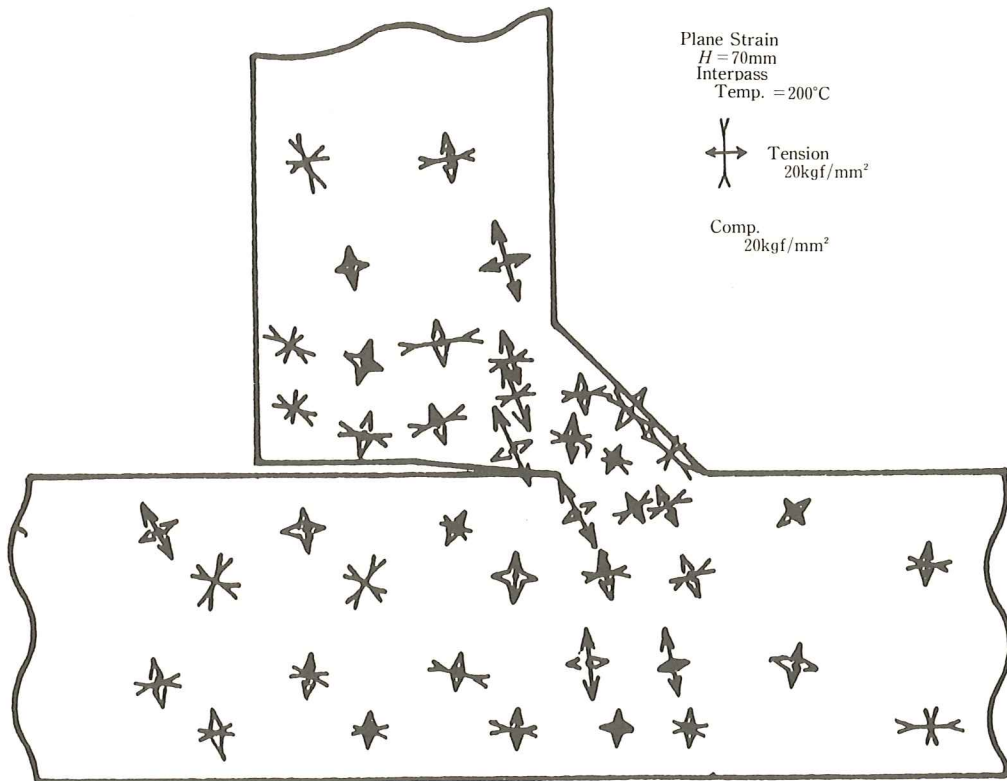 Plane Strain
H = 70mm
Interpass
Temp. = 200°C
Tension
20kgf/mm²
Comp.
20kgf/mm²